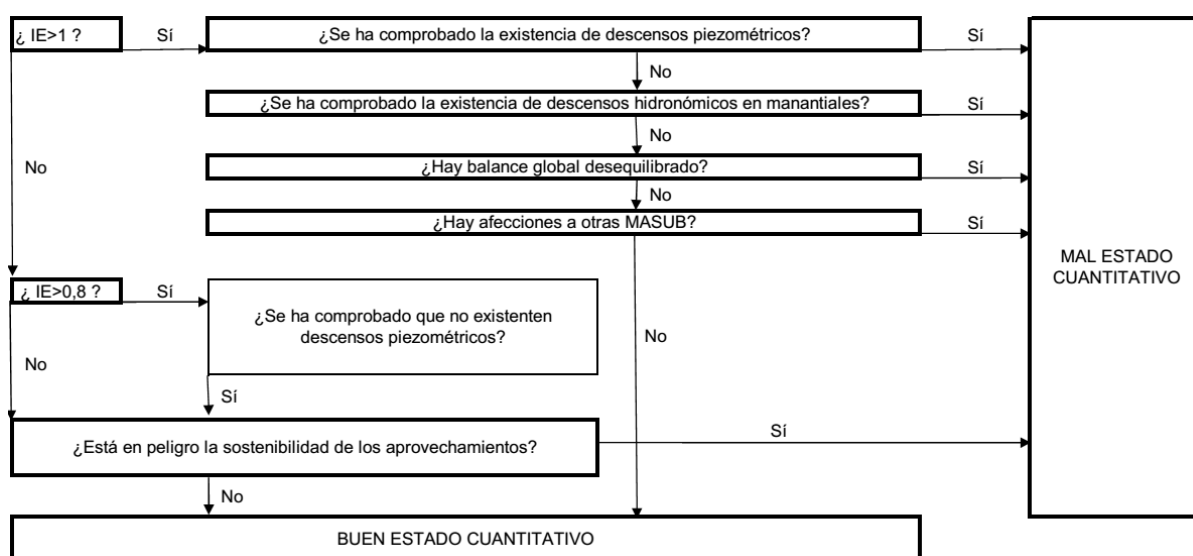 ¿ IE>1 ?
Sí
¿Se ha comprobado la existencia de descensos piezométricos?
Sí
No
¿Se ha comprobado la existencia de descensos hidronómicos en manantiales?
Sí
No
No
¿Hay balance global desequilibrado?
Sí
No
¿Hay afecciones a otras MASUB?
Sí
MAL ESTADO
CUANTITATIVO
¿ IE>0,8 ?
Sí
¿Se ha comprobado que no existenten
descensos piezométricos?
No
No
Sí
¿Está en peligro la sostenibilidad de los aprovechamientos?
Sí
No
BUEN ESTADO CUANTITATIVO